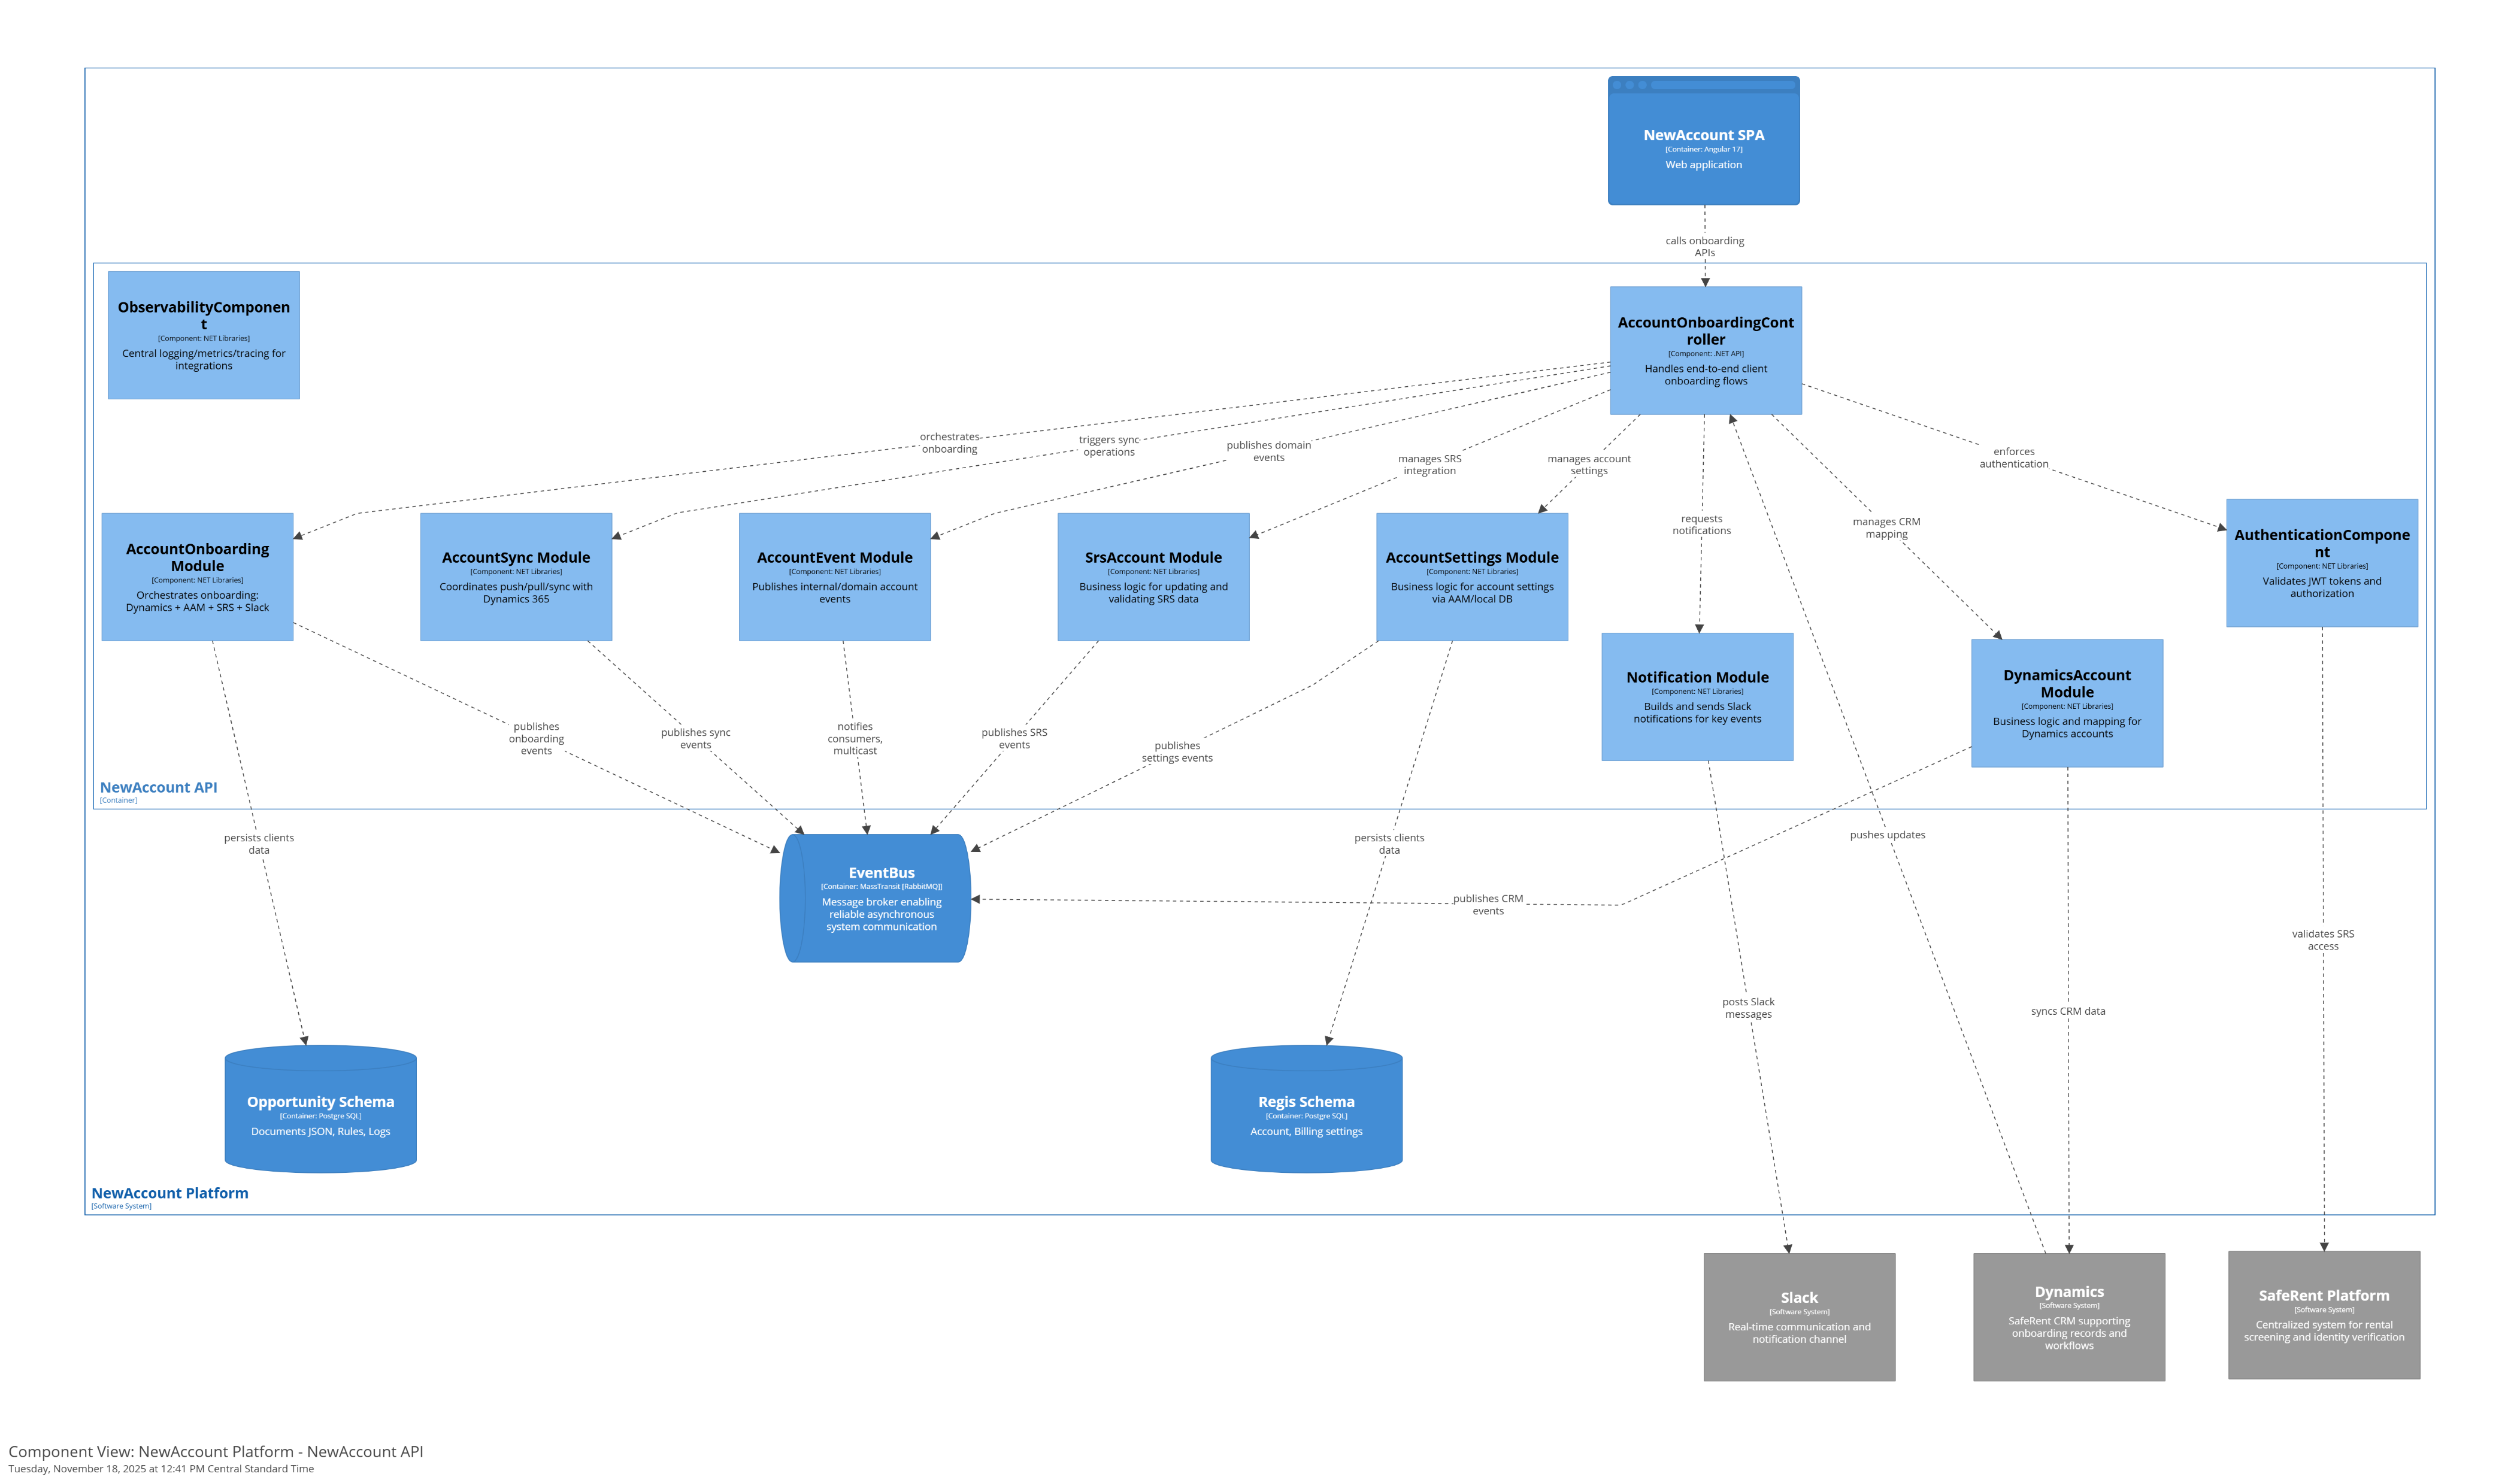 NewAccount SPA
[Container: Angular 17]
Web application
calls onboarding
APIs
ObservabilityComponen
t
[Component: NET Libraries]
Central logging/metrics/tracing for
integrations
AccountOnboardingCont
roller
[Component: .NET API]
Handles end-to-end client
onboarding flows
orchestrates
onboarding
triggers sync
operations
publishes domain
events
manages SRS
integration
manages account
settings
requests
notifications
manages CRM
mapping
enforces
authentication
AccountOnboarding
Module
[Component: NET Libraries]
Orchestrates onboarding:
Dynamics + AAM + SRS + Slack
AccountSync Module
[Component: NET Libraries]
Coordinates push/pull/sync with
Dynamics 365
AccountEvent Module
[Component: NET Libraries]
Publishes internal/domain account
events
SrsAccount Module
[Component: NET Libraries]
Business logic for updating and
validating SRS data
AccountSettings Module
[Component: NET Libraries]
Business logic for account settings
via AAM/local DB
AuthenticationCompone
nt
[Component: NET Libraries]
Validates JWT tokens and
authorization
Notification Module
[Component: NET Libraries]
Builds and sends Slack
notifications for key events
DynamicsAccount
Module
[Component: NET Libraries]
Business logic and mapping for
Dynamics accounts
publishes
onboarding
events
publishes sync
events
notifies
consumers,
multicast
publishes SRS
events
publishes
settings events
NewAccount API
[Container]
persists clients
data
persists clients
data
pushes updates
EventBus
[Container: MassTransit [RabbitMQ]]
Message broker enabling
reliable asynchronous
system communication
publishes CRM
events
validates SRS
access
posts Slack
messages
syncs CRM data
Opportunity Schema
[Container: Postgre SQL]
Documents JSON, Rules, Logs
Regis Schema
[Container: Postgre SQL]
Account, Billing settings
NewAccount Platform
[Software System]
Slack
[Software System]
Real-time communication and
notification channel
Dynamics
[Software System]
SafeRent CRM supporting
onboarding records and
workflows
SafeRent Platform
[Software System]
Centralized system for rental
screening and identity verification
Component View: NewAccount Platform - NewAccount API
Tuesday, November 18, 2025 at 12:41 PM Central Standard Time